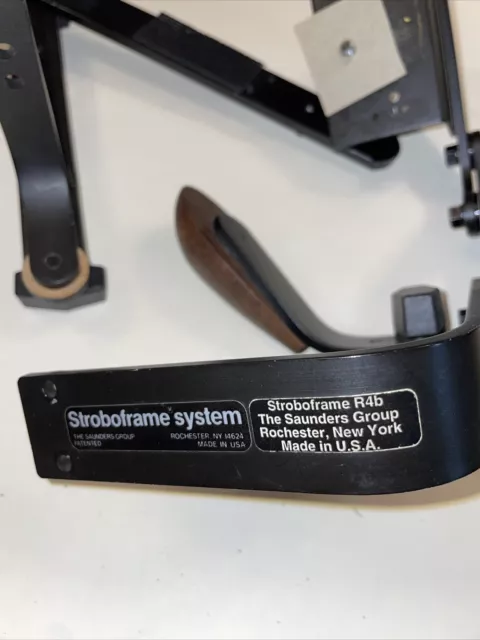 Stroboframe system
THE SAUNDERS GROUP ROCHESTER, NY 14624
PATENTED MADE IN USA
Stroboframe R4b
The Saunders Group
Rochester, New York
Made in U.S.A.